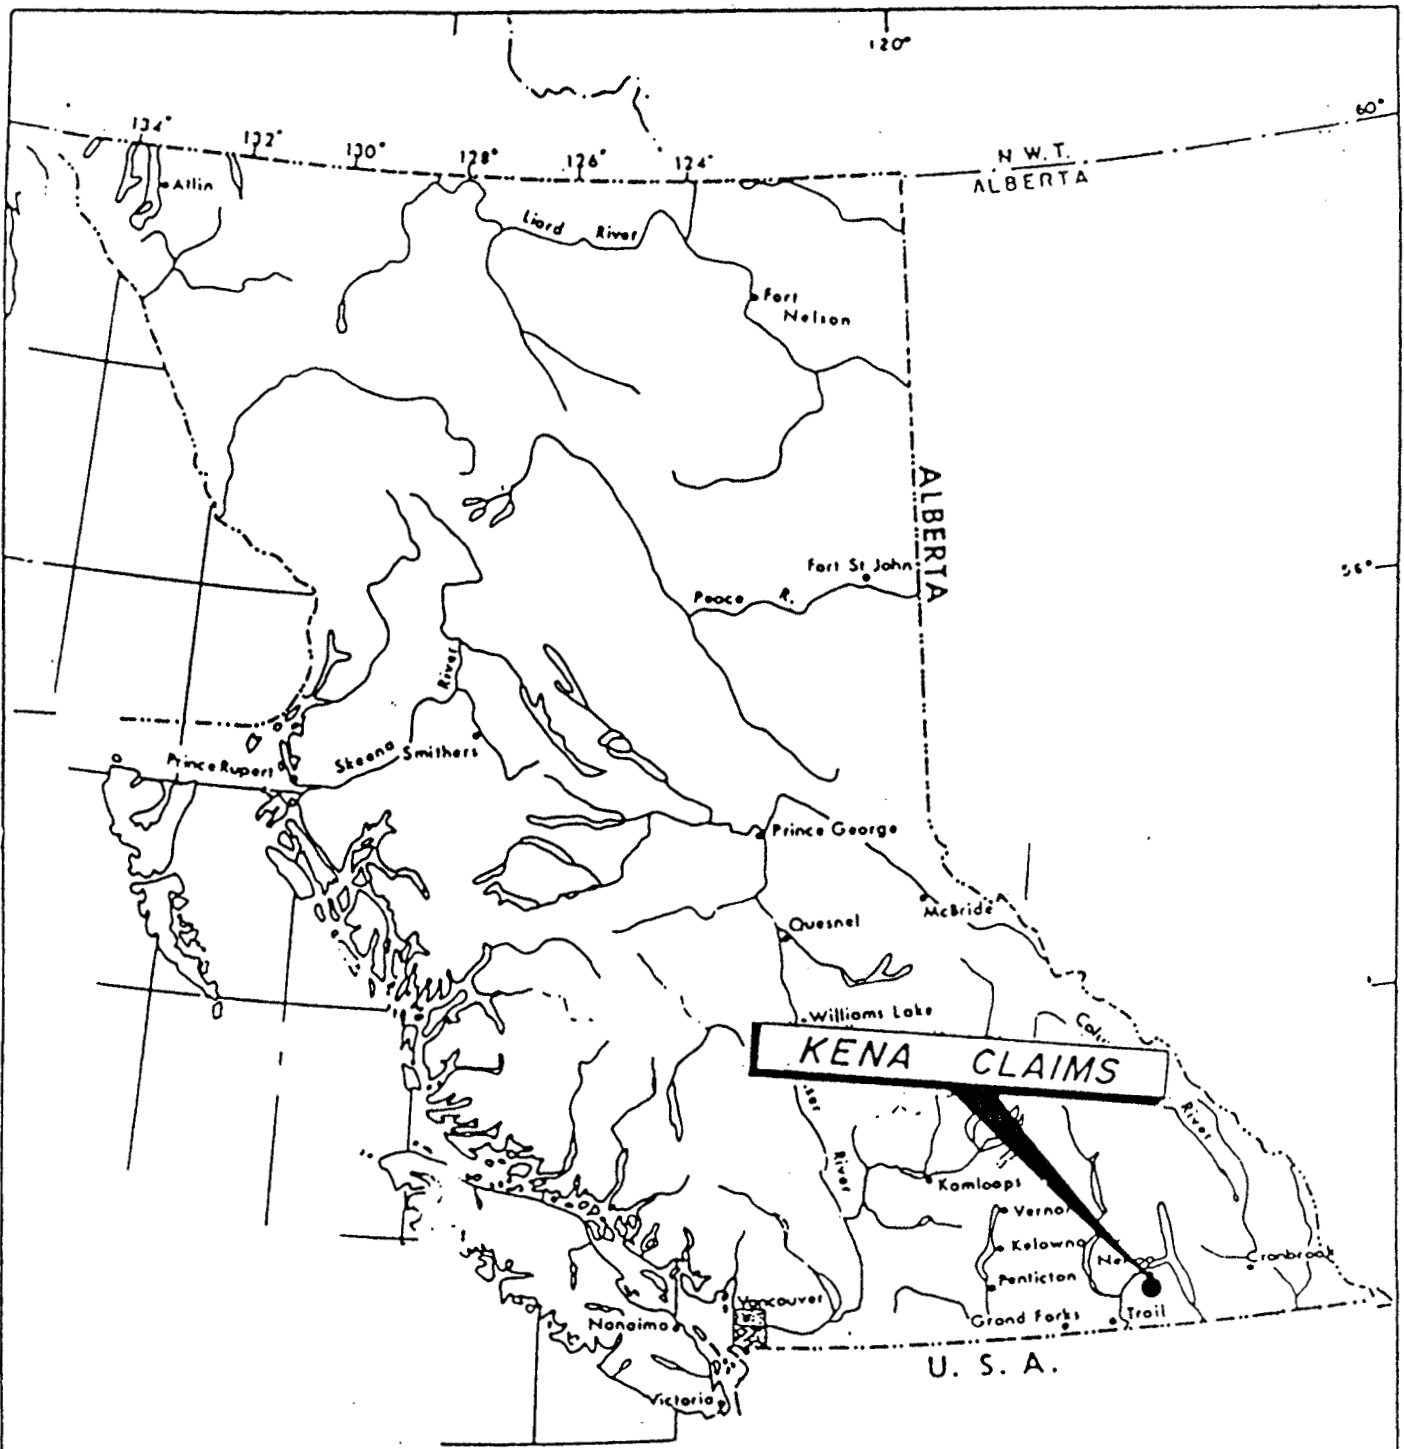 120°
60°
134°
132°
130°
128°
126°
124°
N.W.T.
ALBERTA
Atlin
Liard River
Fort
Nelson
ALBERTA
Fort St John
56°
Peace R.
River
Skeena
Smithers
Prince Rupert
Prince George
McBride
Quesnel
Williams Lake
KENA CLAIMS
River
River
Kamloops
Kelowna
Penticton
Cranbrook
Vancouver
Grand Forks
Trail
Nanaimo
U. S. A.
Victoria